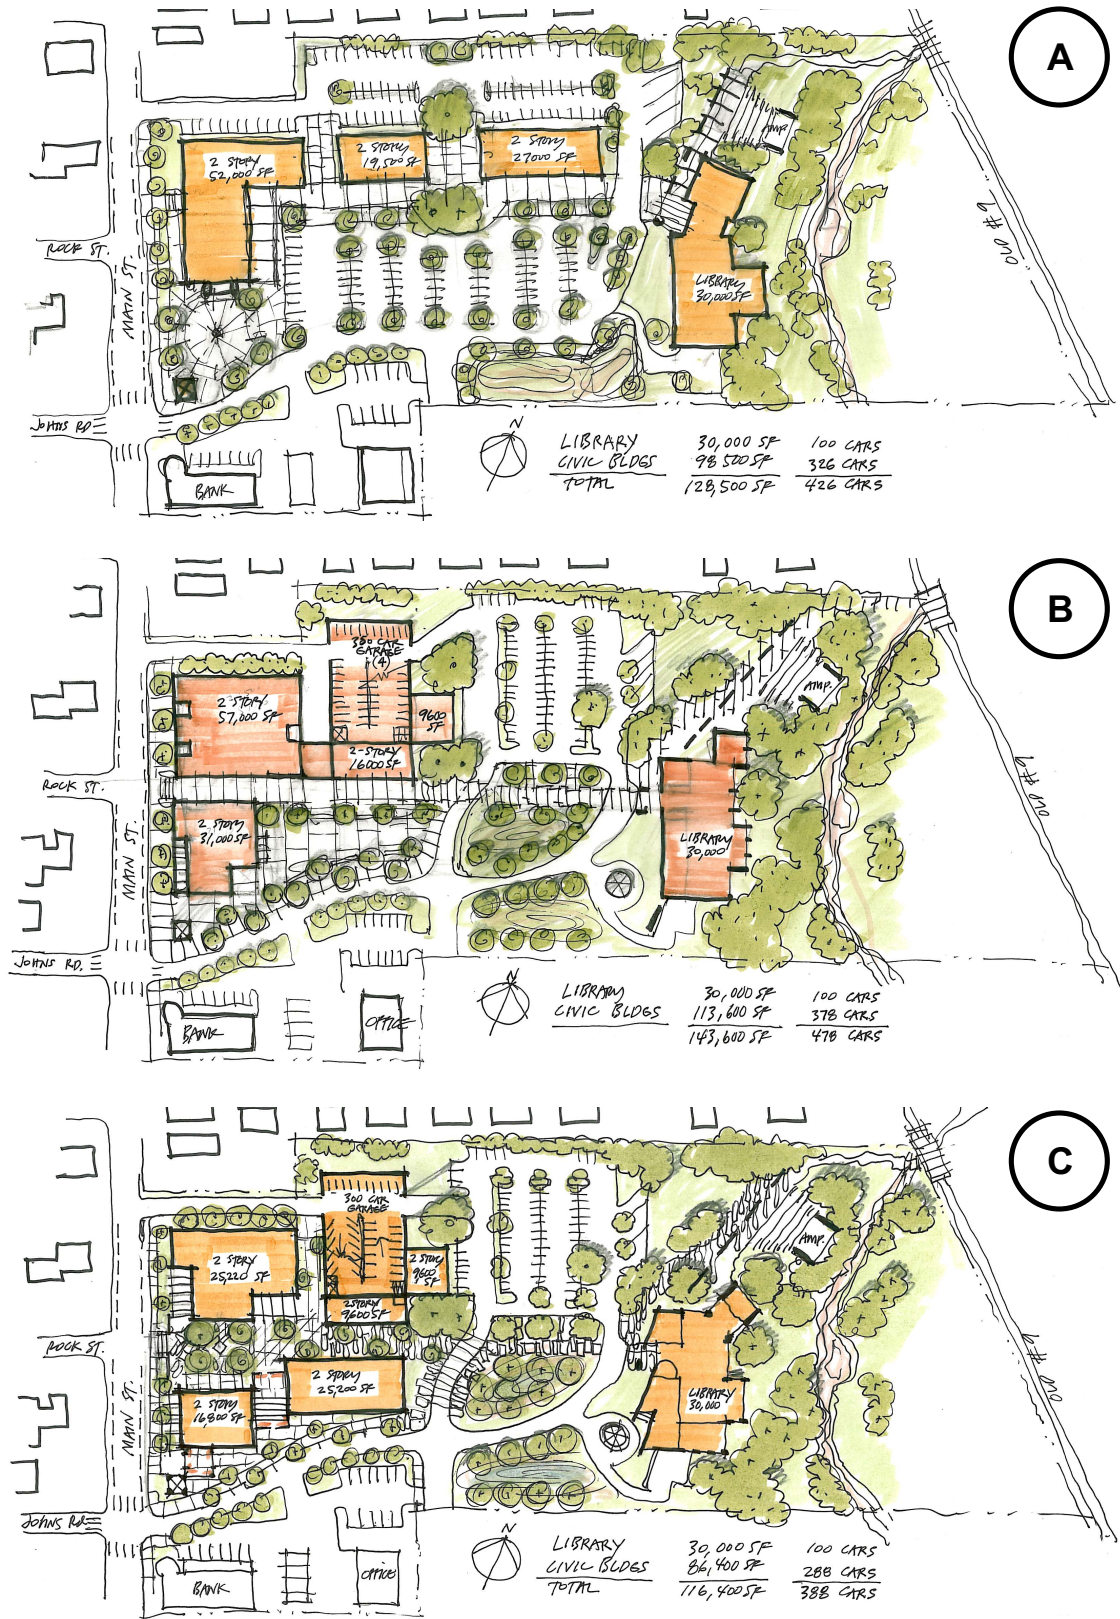 A
2 STORY
52,000 SF
2 STORY
19,500 SF
2 STORY
27000 SF
AMP.
LIBRARY
30,000 SF
ROCK ST.
MAIN ST.
OLD #9
JOHNS RD
BANK
N
LIBRARY 30,000 SF 100 CARS
CIVIC BLDGS 98 500 SF 326 CARS
TOTAL 128,500 SF 426 CARS
B
GARAGE
(4)
2-STORY
57,000 SF
9600
SF
2-STORY
16000 SF
AMP.
ROCK ST.
2 STORY
31,000 SF
LIBRARY
30,000'
MAIN ST.
OLD #9
JOHNS RD.
BANK
OFFICE
N
LIBRARY 30,000 SF 100 CARS
CIVIC BLDGS 113,600 SF 378 CARS
143,600 SF 478 CARS
C
300 CAR
GARAGE
2 STORY
25,220 SF
2 STORY
9600
SF
2 STORY
9600 SF
AMP.
ROCK ST.
2 STORY
25,200 SF
2 STORY
16,800 SF
LIBRARY
30,000
MAIN ST.
OLD #9
JOHNS RD
BANK
OFFICE
N
LIBRARY 30,000 SF 100 CARS
CIVIC BLDGS 86,400 SF 288 CARS
TOTAL 116,400 SF 388 CARS